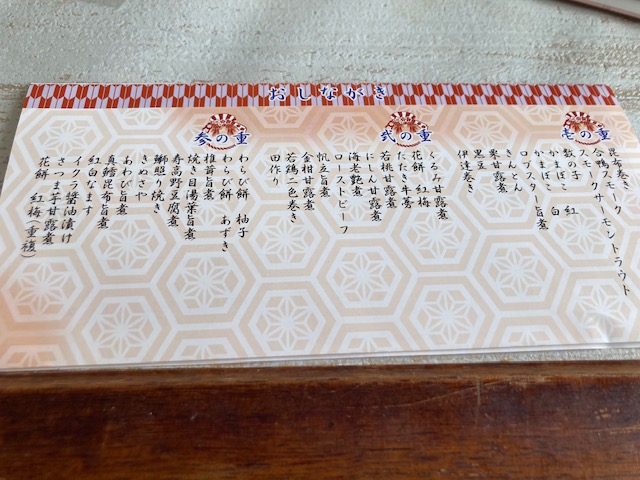 おしながき
壱の重
昆布巻き
合鴨スモーク
スモークサーモントラウト
数の子
かまぼこ 紅
かまぼこ 白
ロブスター旨煮
きんとん
栗甘露煮
黒豆
伊達巻き
弐の重
くるみ甘露煮
花餅 紅梅
たたき牛蒡
若桃甘露煮
にしん甘露煮
海老艶煮
ローストビーフ
帆立旨煮
金柑甘露煮
若鶏二色巻き
田作り
参の重
わらび餅 柚子
わらび餅 あずき
椎茸旨煮
焼き目湯葉旨煮
寿高野豆腐煮
鰤照り焼き
きぬさや
あわび旨煮
真鱈昆布旨煮
紅白なます
イクラ醤油漬け
さつま芋甘露煮
花餅 紅梅(重複)